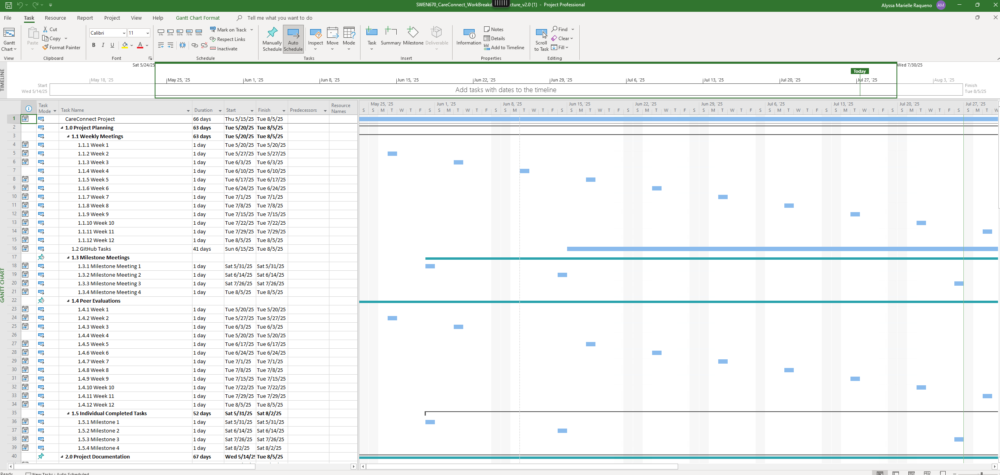 SWEN670_CareConnect_WorkBreakd cture_v2.0 (1) - Project Professional
Alyssa Marielle Raqueno AM
File Task Resource Report Project View Help Gantt Chart Format Tell me what you want to do
Gantt Chart
View
Paste
Cut
Copy
Format Painter
Clipboard
Calibri 11
B I U A
Font
0% 25% 50% 75% 100%
Mark on Track
Respect Links
Inactivate
Schedule
Manually Schedule
Auto Schedule
Inspect
Move
Mode
Tasks
Task
Summary
Milestone
Deliverable
Insert
Information
Notes
Details
Add to Timeline
Properties
Scroll to Task
Find
Clear
Fill
Editing
TIMELINE
Sat 5/24/25 Wed 7/30/25
Today
May 18, '25 May 25, '25 Jun 1, '25 Jun 8, '25 Jun 15, '25 Jun 22, '25 Jun 29, '25 Jul 6, '25 Jul 13, '25 Jul 20, '25 Jul 27, '25 Aug 3, '25
Start
Wed 5/14/25
Add tasks with dates to the timeline
Finish
Tue 8/5/25
GANTT CHART
Task Mode Task Name Duration Start Finish Predecessors Resource Names
May 25, '25 Jun 1, '25 Jun 8, '25 Jun 15, '25 Jun 22, '25 Jun 29, '25 Jul 6, '25 Jul 13, '25 Jul 20, '25 Jul 27, '25
S S M T W T F S S M T W T F S S M T W T F S S M T W T F S S M T W T F S S M T W T F S S M T W T F S S M T W T F S S M T W T F S S M T W
1 CareConnect Project 66 days Thu 5/15/25 Tue 8/5/25
2 1.0 Project Planning 63 days Tue 5/20/25 Tue 8/5/25
3 1.1 Weekly Meetings 63 days Tue 5/20/25 Tue 8/5/25
4 1.1.1 Week 1 1 day Tue 5/20/25 Tue 5/20/25
5 1.1.2 Week 2 1 day Tue 5/27/25 Tue 5/27/25
6 1.1.3 Week 3 1 day Tue 6/3/25 Tue 6/3/25
7 1.1.4 Week 4 1 day Tue 6/10/25 Tue 6/10/25
8 1.1.5 Week 5 1 day Tue 6/17/25 Tue 6/17/25
9 1.1.6 Week 6 1 day Tue 6/24/25 Tue 6/24/25
10 1.1.7 Week 7 1 day Tue 7/1/25 Tue 7/1/25
11 1.1.8 Week 8 1 day Tue 7/8/25 Tue 7/8/25
12 1.1.9 Week 9 1 day Tue 7/15/25 Tue 7/15/25
13 1.1.10 Week 10 1 day Tue 7/22/25 Tue 7/22/25
14 1.1.11 Week 11 1 day Tue 7/29/25 Tue 7/29/25
15 1.1.12 Week 12 1 day Tue 8/5/25 Tue 8/5/25
16 1.2 GitHub Tasks 41 days Sun 6/15/25 Tue 8/5/25
17 1.3 Milestone Meetings
18 1.3.1 Milestone Meeting 1 1 day Sat 5/31/25 Sat 5/31/25
19 1.3.2 Milestone Meeting 2 1 day Sat 6/14/25 Sat 6/14/25
20 1.3.3 Milestone Meeting 3 1 day Sat 7/26/25 Sat 7/26/25
21 1.3.4 Milestone Meeting 4 1 day Tue 8/5/25 Tue 8/5/25
22 1.4 Peer Evaluations
23 1.4.1 Week 1 1 day Tue 5/20/25 Tue 5/20/25
24 1.4.2 Week 2 1 day Tue 5/27/25 Tue 5/27/25
25 1.4.3 Week 3 1 day Tue 6/3/25 Tue 6/3/25
26 1.4.4 Week 4 1 day Tue 5/20/25 Tue 5/20/25
27 1.4.5 Week 5 1 day Tue 6/17/25 Tue 6/17/25
28 1.4.6 Week 6 1 day Tue 6/24/25 Tue 6/24/25
29 1.4.7 Week 7 1 day Tue 7/1/25 Tue 7/1/25
30 1.4.8 Week 8 1 day Tue 7/8/25 Tue 7/8/25
31 1.4.9 Week 9 1 day Tue 7/15/25 Tue 7/15/25
32 1.4.10 Week 10 1 day Tue 7/22/25 Tue 7/22/25
33 1.4.11 Week 11 1 day Tue 7/29/25 Tue 7/29/25
34 1.4.12 Week 12 1 day Tue 8/5/25 Tue 8/5/25
35 1.5 Individual Completed Tasks 52 days Sat 5/31/25 Sat 8/2/25
36 1.5.1 Milestone 1 1 day Sat 5/31/25 Sat 5/31/25
37 1.5.2 Milestone 2 1 day Sat 6/14/25 Sat 6/14/25
38 1.5.3 Milestone 3 1 day Sat 7/26/25 Sat 7/26/25
39 1.5.4 Milestone 4 1 day Sat 8/2/25 Sat 8/2/25
40 2.0 Project Documentation 67 days Wed 5/14/2 Tue 8/5/25
Ready New Tasks : Auto Scheduled